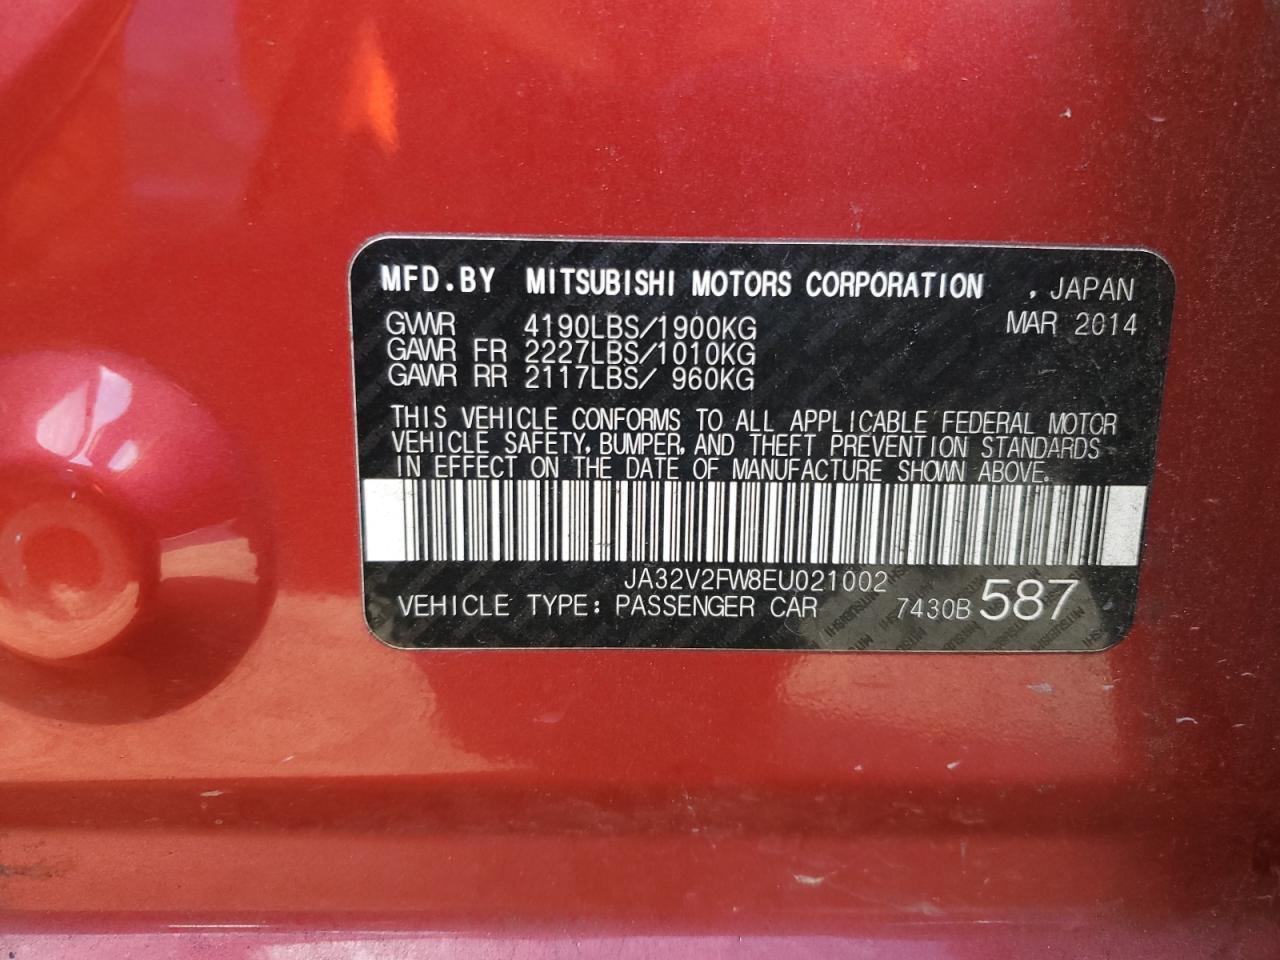 MFD.BY MITSUBISHI MOTORS CORPORATION , JAPAN
GVWR 4190LBS/1900KG MAR 2014
GAWR FR 2227LBS/1010KG
GAWR RR 2117LBS/ 960KG
THIS VEHICLE CONFORMS TO ALL APPLICABLE FEDERAL MOTOR
VEHICLE SAFETY, BUMPER, AND THEFT PREVENTION STANDARDS
IN EFFECT ON THE DATE OF MANUFACTURE SHOWN ABOVE.
JA32V2FW8EU021002
VEHICLE TYPE: PASSENGER CAR 7430B 587